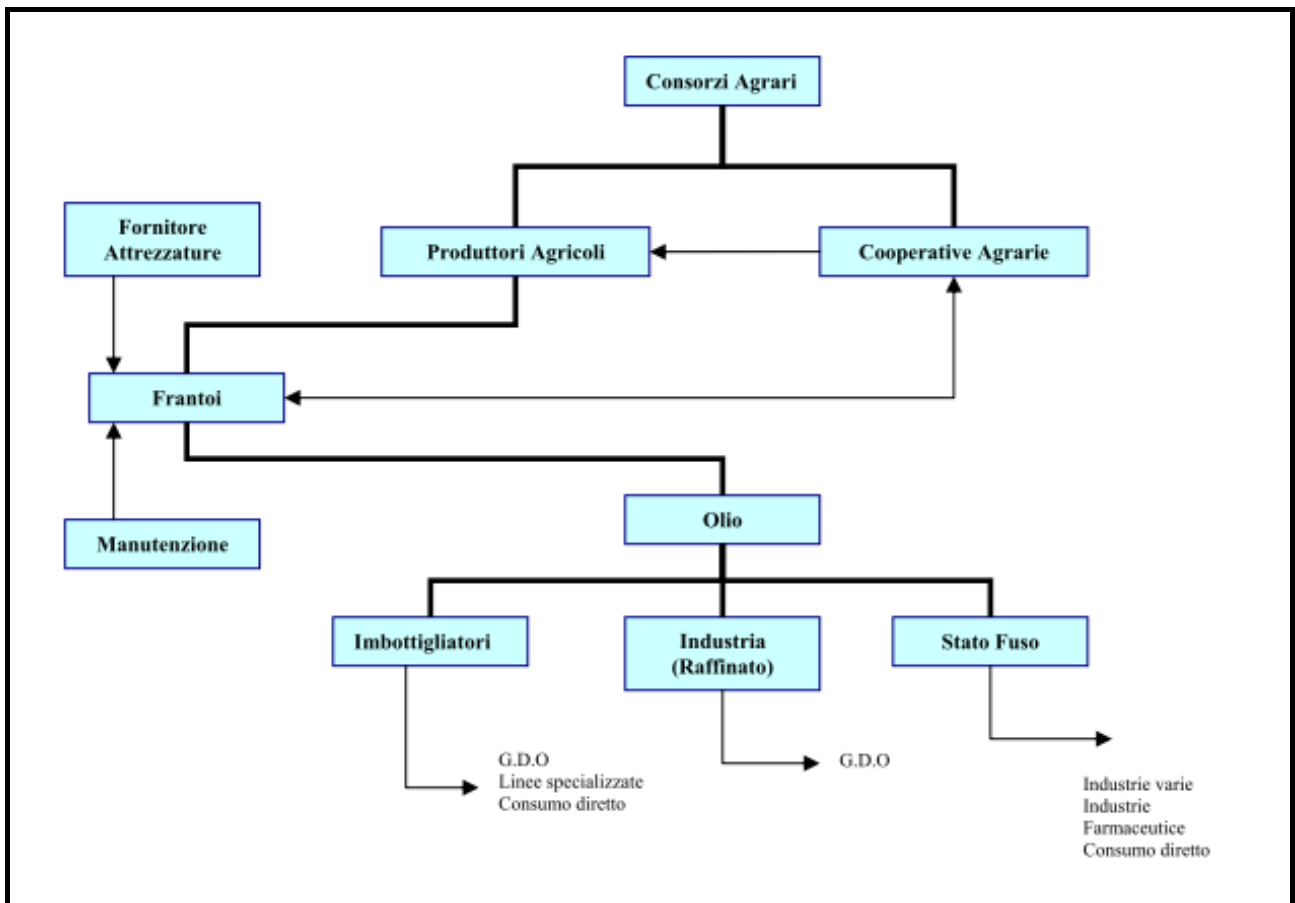 Consorzi Agrari
Fornitore
Attrezzature
Produttori Agricoli
Cooperative Agrarie
Frantoi
Manutenzione
Olio
Imbottigliatori
Industria
(Raffinato)
Stato Fuso
G.D.O
Linee specializzate
Consumo diretto
G.D.O
Industrie varie
Industrie
Farmaceutice
Consumo diretto